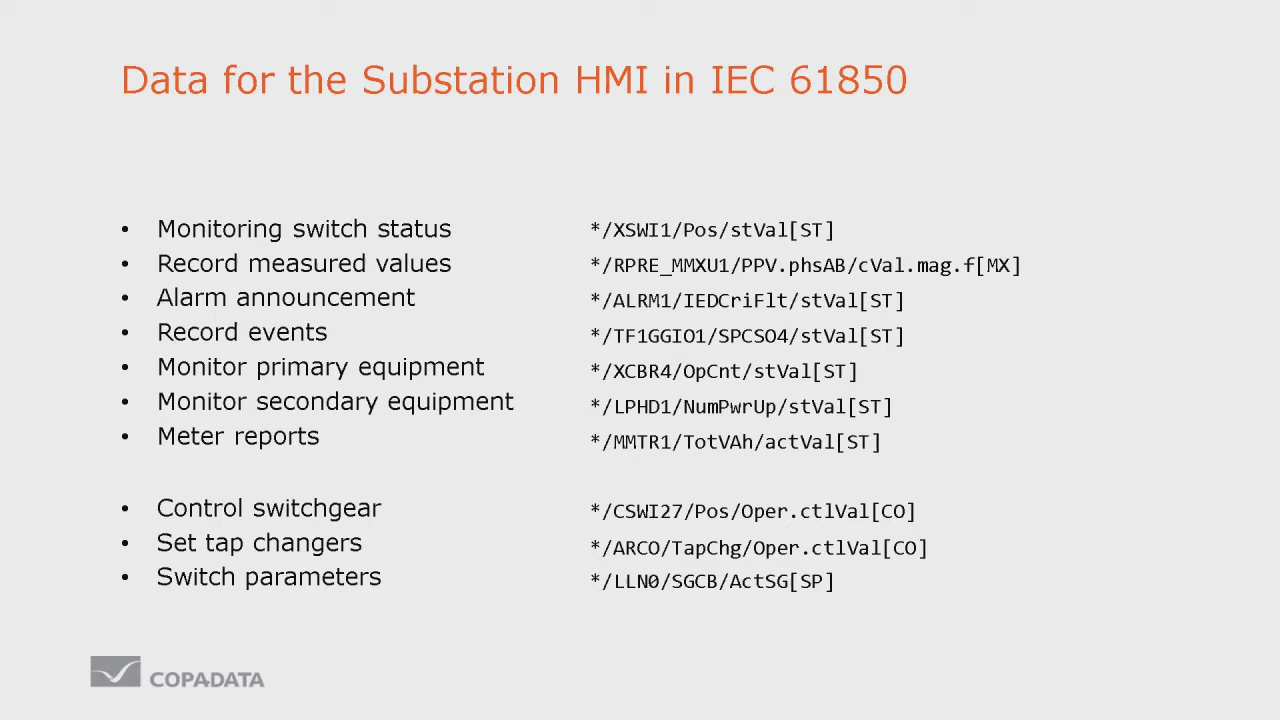 Data for the Substation HMI in IEC 61850
• Monitoring switch status */XSWI1/Pos/stVal[ST]
• Record measured values */RPRE_MMXU1/PPV.phsAB/cVal.mag.f[MX]
• Alarm announcement */ALRM1/IEDCriFlt/stVal[ST]
• Record events */TF1GGIO1/SPCSO4/stVal[ST]
• Monitor primary equipment */XCBR4/OpCnt/stVal[ST]
• Monitor secondary equipment */LPHD1/NumPwrUp/stVal[ST]
• Meter reports */MMTR1/TotVAh/actVal[ST]
• Control switchgear */CSWI27/Pos/Oper.ctlVal[CO]
• Set tap changers */ARCO/TapChg/Oper.ctlVal[CO]
• Switch parameters */LLN0/SGCB/ActSG[SP]
COPADATA